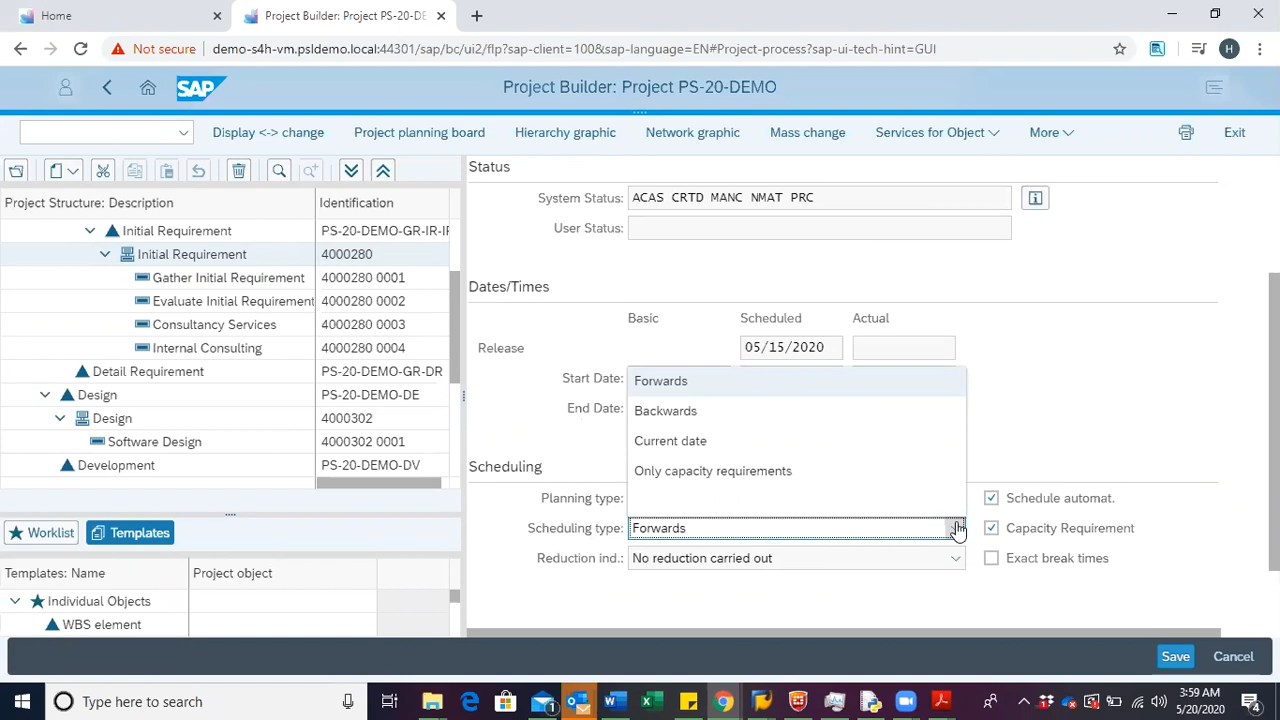 Home
Project Builder: Project PS-20-DE
Not secure
demo-s4h-vm.psldemo.local:44301/sap/bc/ui2/flp?sap-client=100&sap-language=EN#Project-process?sap-ui-tech-hint=GUI
H
SAP
Project Builder: Project PS-20-DEMO
Display <-> change
Project planning board
Hierarchy graphic
Network graphic
Mass change
Services for Object
More
Exit
Project Structure: Description
Identification
Initial Requirement
PS-20-DEMO-GR-IR-IF
Initial Requirement
4000280
Gather Initial Requirement
4000280 0001
Evaluate Initial Requirement
4000280 0002
Consultancy Services
4000280 0003
Internal Consulting
4000280 0004
Detail Requirement
PS-20-DEMO-GR-DR
Design
PS-20-DEMO-DE
Design
4000302
Software Design
4000302 0001
Development
PS-20-DEMO-DV
Worklist
Templates
Templates: Name
Project object
Individual Objects
WBS element
Status
System Status:
ACAS CRTD MANC NMAT PRC
User Status:
Dates/Times
Basic
Scheduled
Actual
Release
05/15/2020
Start Date:
End Date:
Forwards
Backwards
Current date
Only capacity requirements
Scheduling
Planning type:
Schedule automat.
Scheduling type:
Forwards
Capacity Requirement
Reduction ind.:
No reduction carried out
Exact break times
Save
Cancel
Type here to search
1
3:59 AM
5/20/2020
4